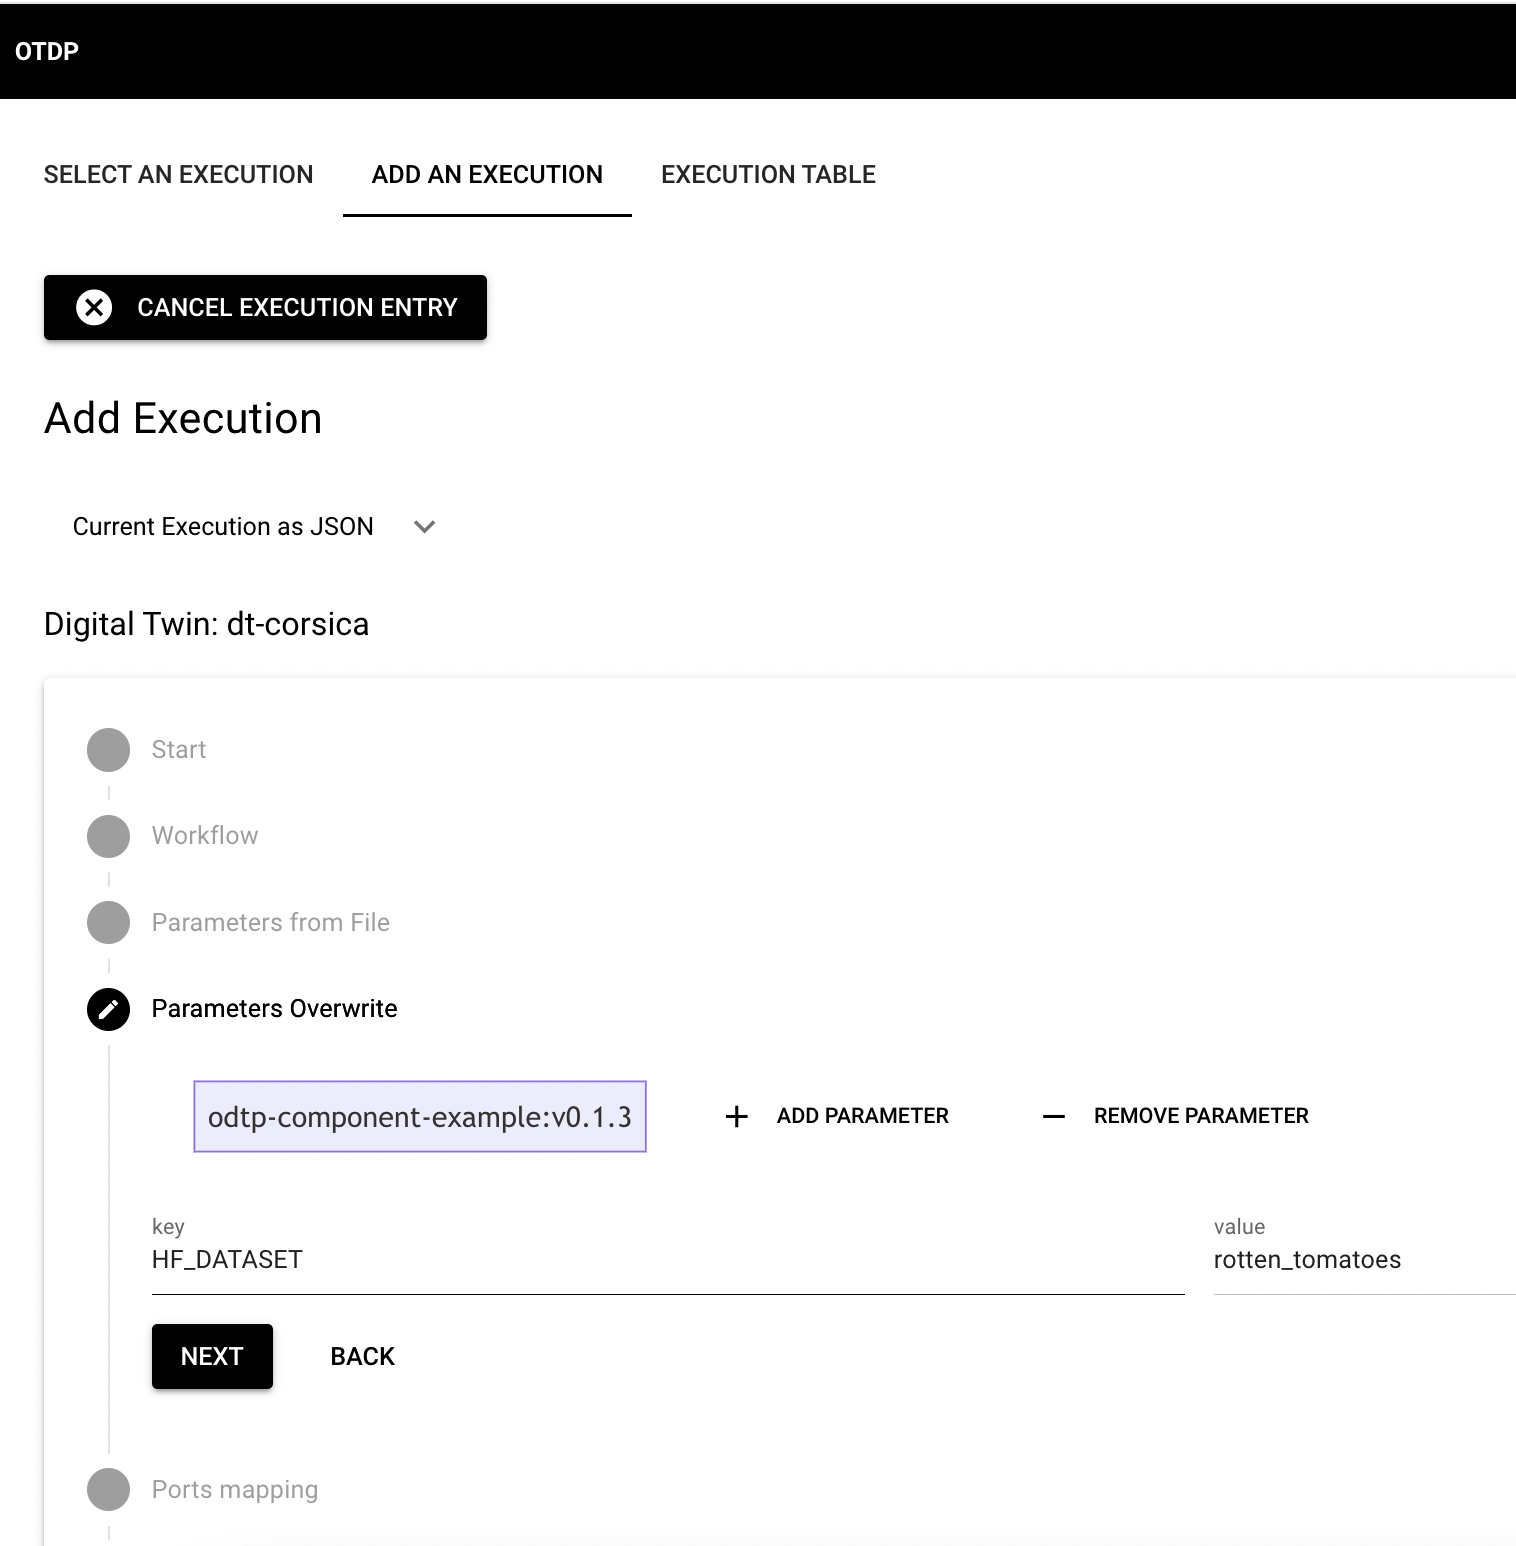 OTDP
SELECT AN EXECUTION ADD AN EXECUTION EXECUTION TABLE
CANCEL EXECUTION ENTRY
Add Execution
Current Execution as JSON
Digital Twin: dt-corsica
Start
Workflow
Parameters from File
Parameters Overwrite
odtp-component-example:v0.1.3 + ADD PARAMETER — REMOVE PARAMETER
key value
HF_DATASET rotten_tomatoes
NEXT BACK
Ports mapping